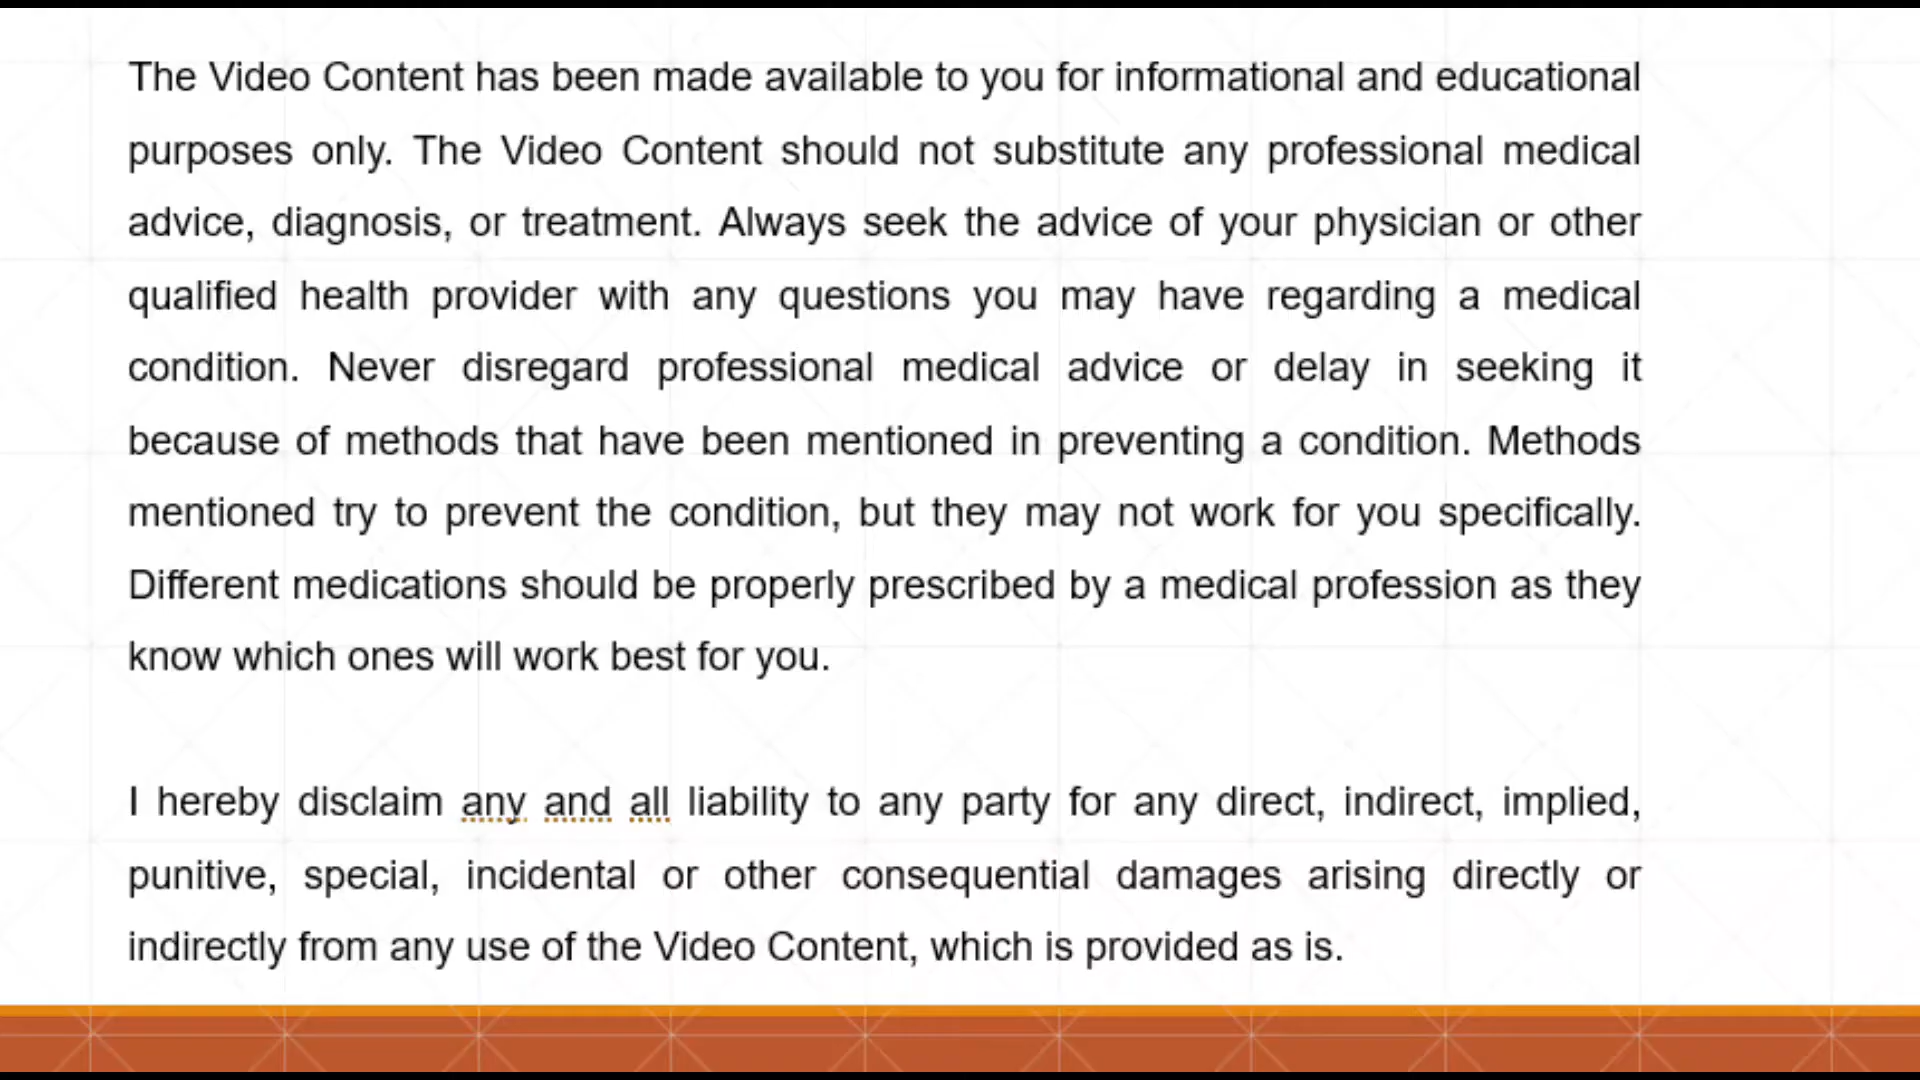 The Video Content has been made available to you for informational and educational
purposes only. The Video Content should not substitute any professional medical
advice, diagnosis, or treatment. Always seek the advice of your physician or other
qualified health provider with any questions you may have regarding a medical
condition. Never disregard professional medical advice or delay in seeking it
because of methods that have been mentioned in preventing a condition. Methods
mentioned try to prevent the condition, but they may not work for you specifically.
Different medications should be properly prescribed by a medical profession as they
know which ones will work best for you.
I hereby disclaim any and all liability to any party for any direct, indirect, implied,
punitive, special, incidental or other consequential damages arising directly or
indirectly from any use of the Video Content, which is provided as is.